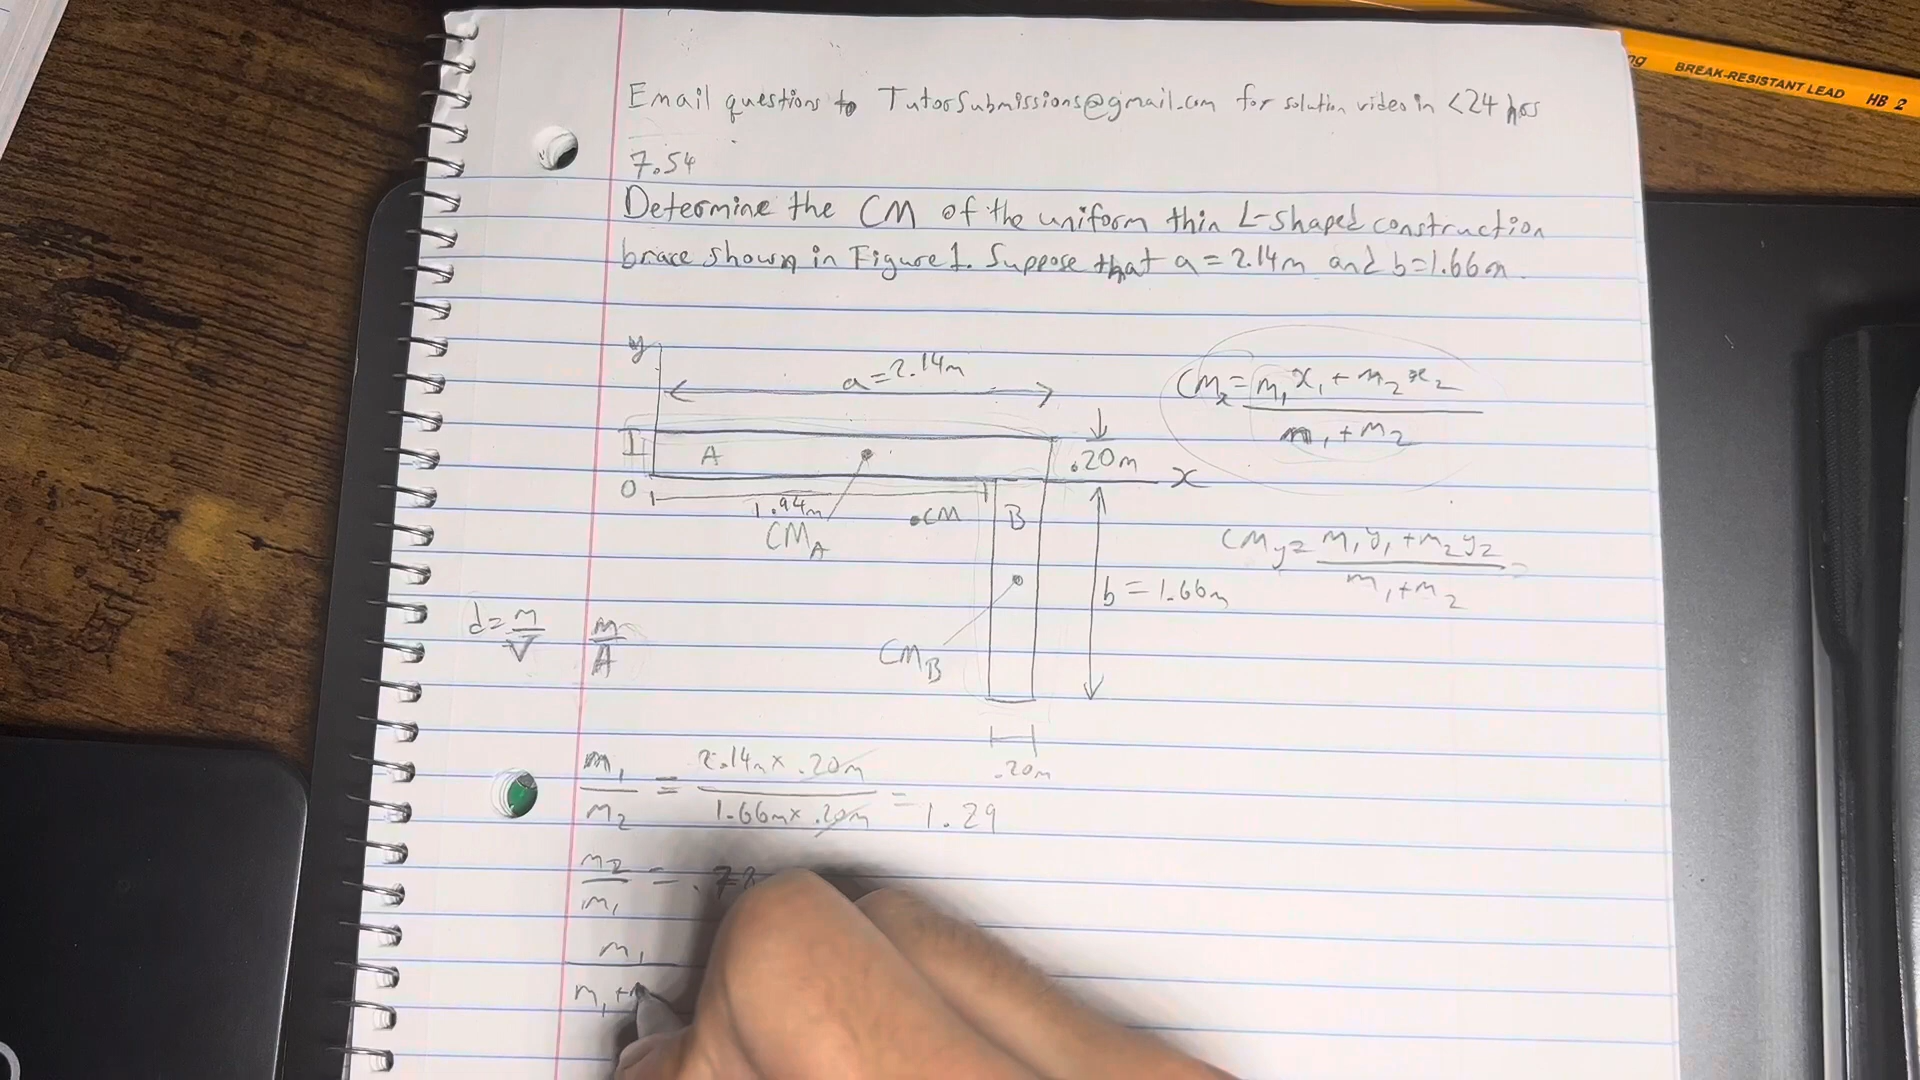 ng BREAK-RESISTANT LEAD HB 2
Email questions to TutorSubmissions@gmail.com for solution video in <24 hrs
7.54
Determine the CM of the uniform thin L-shaped construction
brace shown in Figure 1. Suppose that a = 2.14m and b = 1.66m.
y
a = 2.14m
CMx = m1x1 + m2x2
m1 + m2
A
.20m
x
0
1.94m
.CM
B
CMA
CMy = m1y1 + m2y2 =
m1 + m2
b = 1.66m
d = m/V m/A
CMB
m1/m2 = 2.14m x .20m / 1.66m x .20m = 1.29
.20m
m2/m1 = .78
m1
m1 +